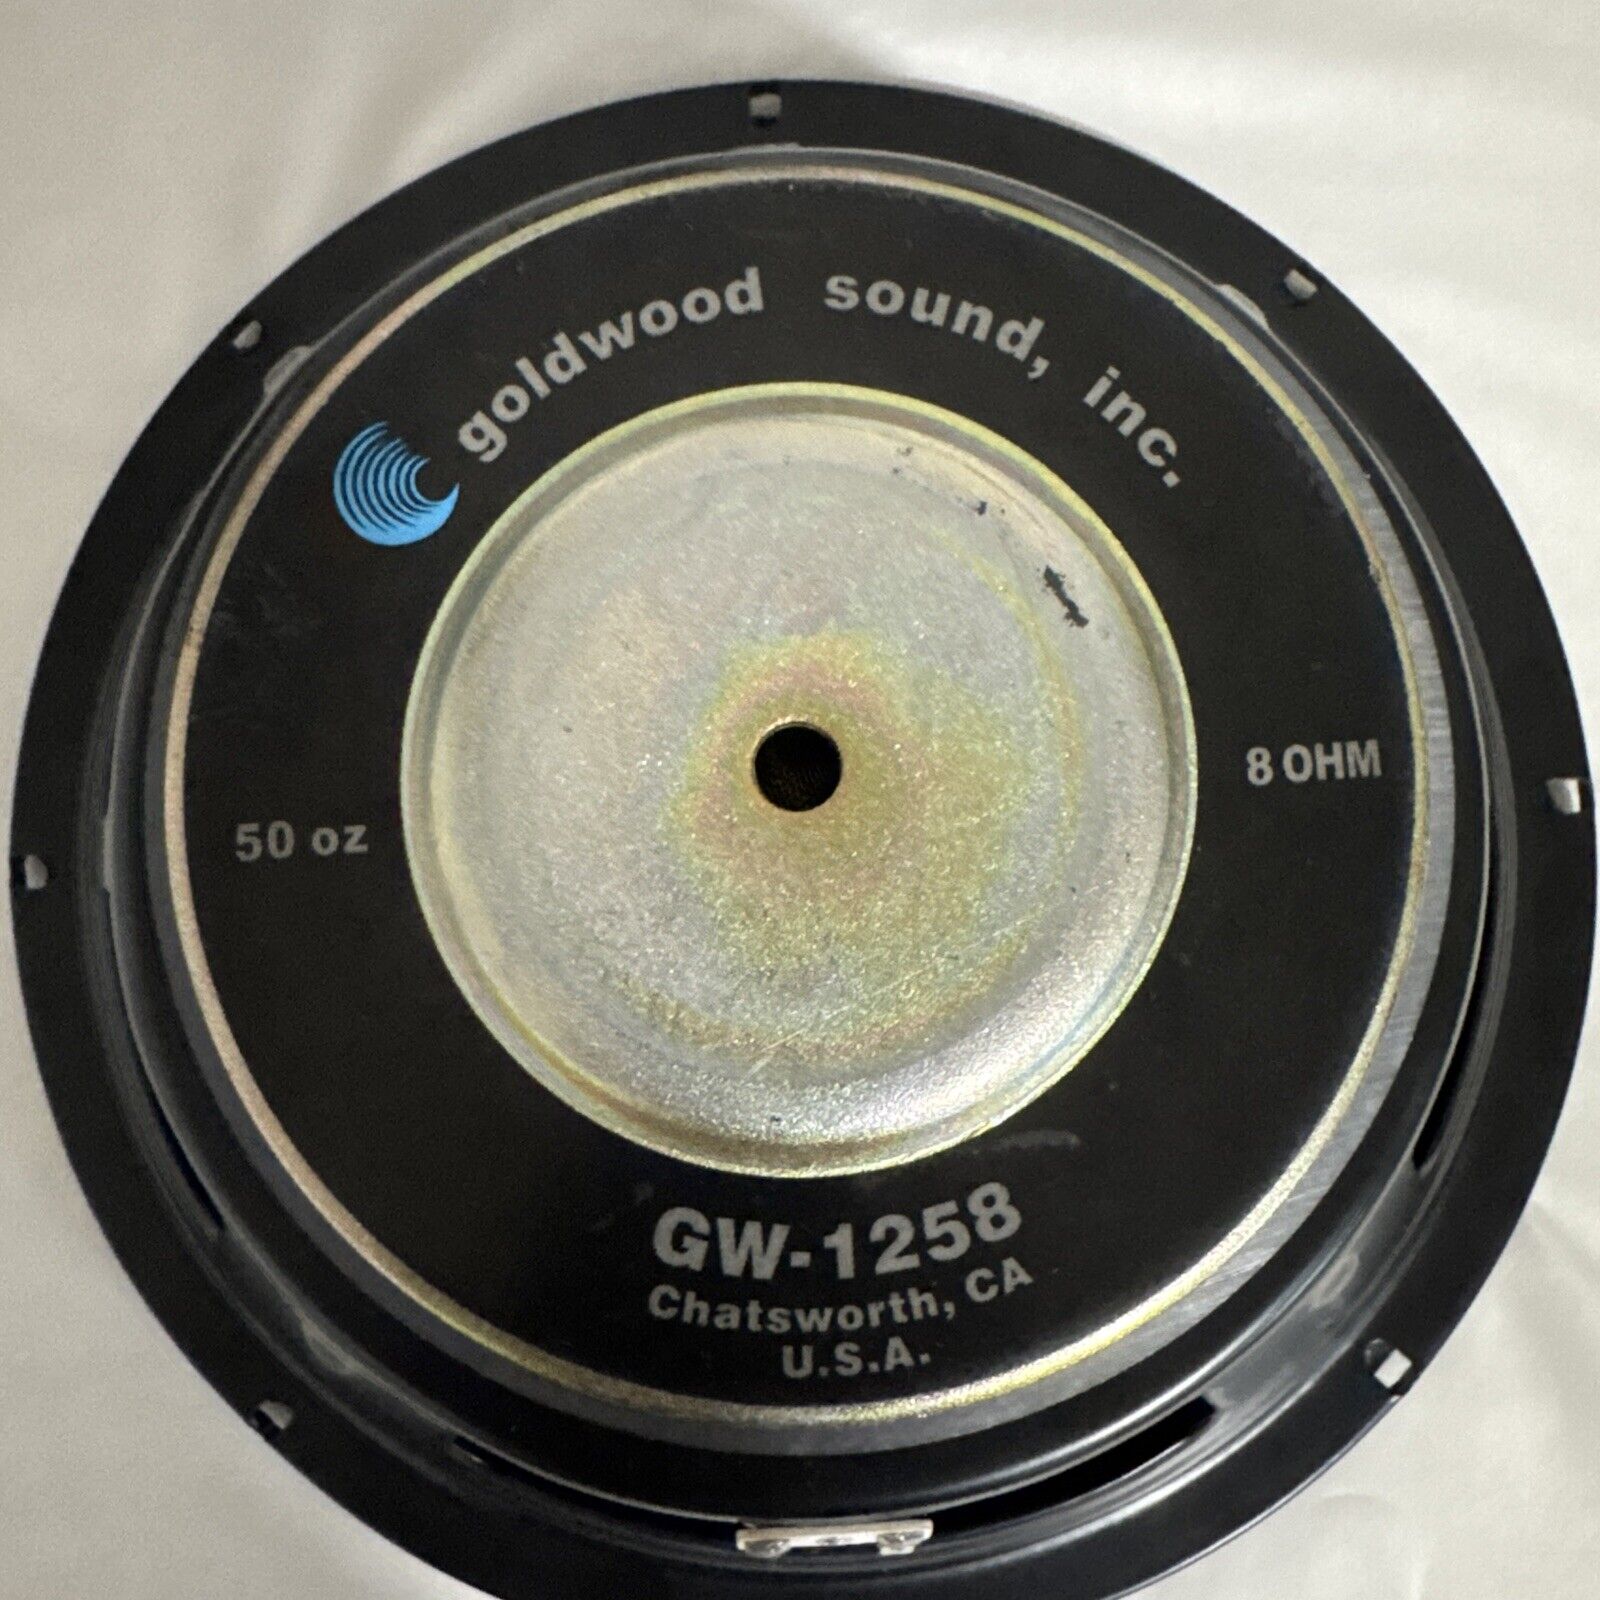 goldwood sound, inc.
50 oz
8 OHM
GW-1258
Chatsworth, CA
U.S.A.